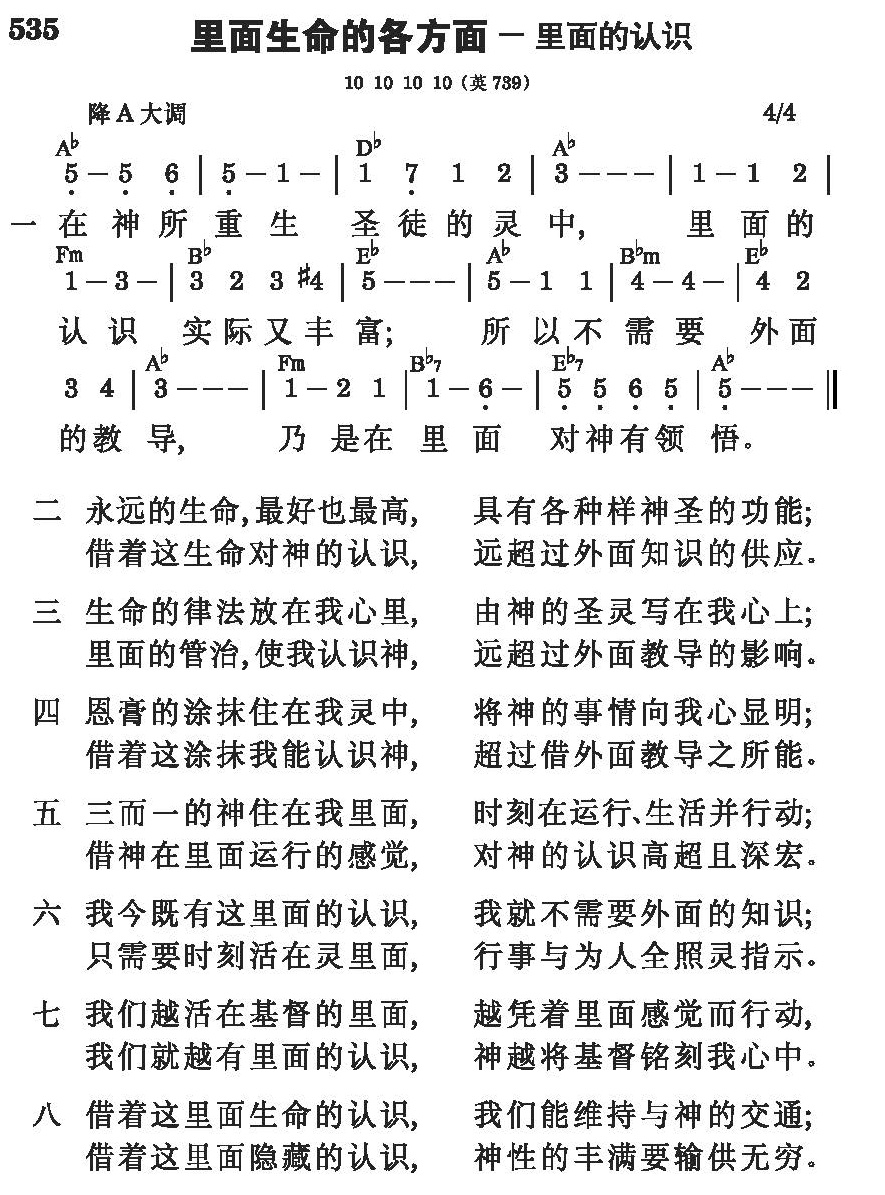 535
里面生命的各方面 — 里面的认识
10 10 10 10 (英739)
降A大调 4/4
A♭ D♭ A♭
5̣ – 5̣ 6̣ | 5̣ – 1 – | 1 7̣ 1 2 | 3 – – – | 1 – 1 2 |
一 在神所重生 圣徒的灵中, 里面的
Fm B♭ E♭ A♭ B♭m E♭
1 – 3 – | 3 2 3 ♯4 | 5 – – – | 5 – 1 1 | 4 – 4 – | 4 2
认识 实际又丰富; 所以不需要 外面
A♭ Fm B♭7 E♭7 A♭
3 4 | 3 – – – | 1 – 2 1 | 1 – 6̣ – | 5̣ 5̣ 6̣ 5̣ | 5̣ – – – ‖
的教导, 乃是在里面 对神有领悟。
二 永远的生命,最好也最高, 具有各种样神圣的功能;
借着这生命对神的认识, 远超过外面知识的供应。
三 生命的律法放在我心里, 由神的圣灵写在我心上;
里面的管治,使我认识神, 远超过外面教导的影响。
四 恩膏的涂抹住在我灵中, 将神的事情向我心显明;
借着这涂抹我能认识神, 超过借外面教导之所能。
五 三而一的神住在我里面, 时刻在运行、生活并行动;
借神在里面运行的感觉, 对神的认识高超且深宏。
六 我今既有这里面的认识, 我就不需要外面的知识;
只需要时刻活在灵里面, 行事与为人全照灵指示。
七 我们越活在基督的里面, 越凭着里面感觉而行动,
我们就越有里面的认识, 神越将基督铭刻我心中。
八 借着这里面生命的认识, 我们能维持与神的交通;
借着这里面隐藏的认识, 神性的丰满要输供无穷。